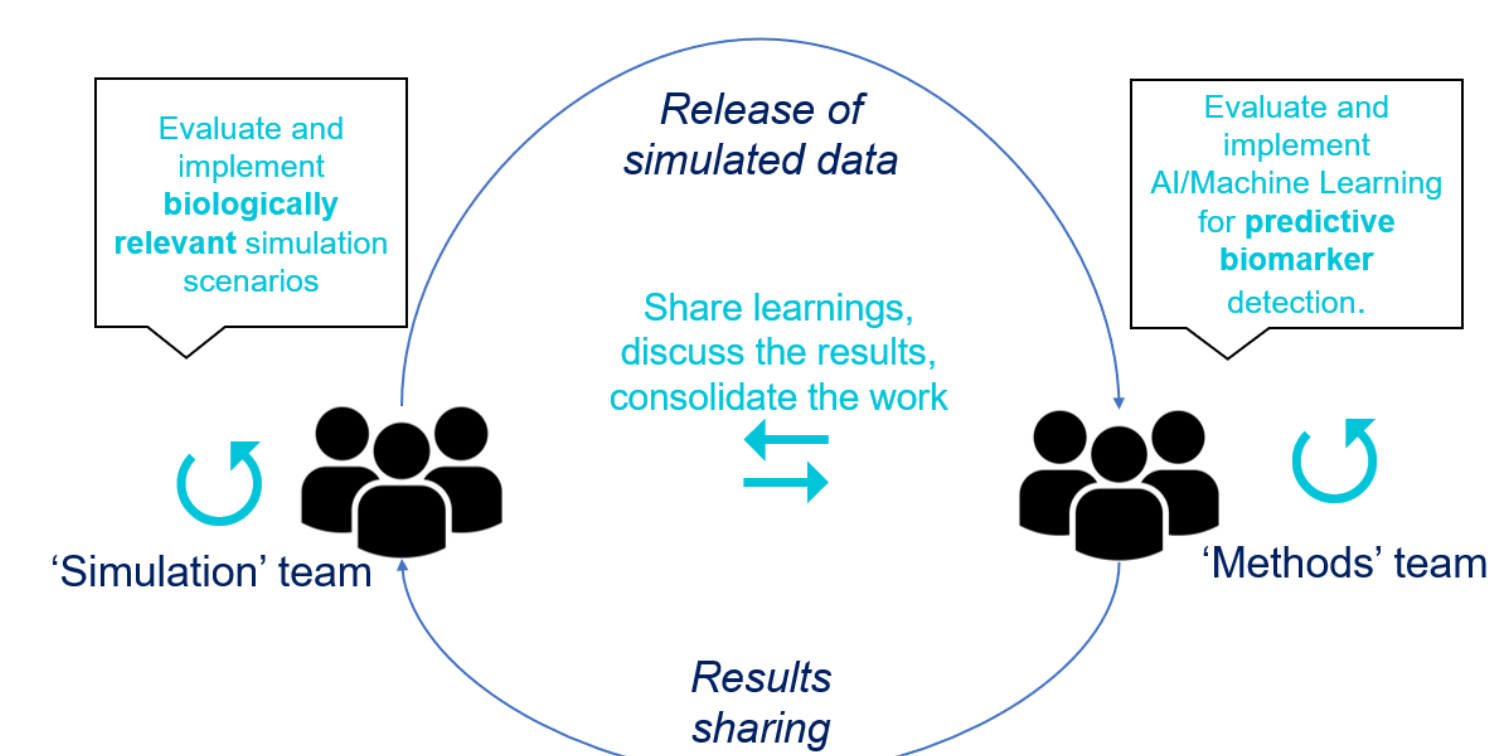 Evaluate and
implement
biologically
relevant simulation
scenarios
Release of
simulated data
Evaluate and
implement
AI/Machine Learning
for predictive
biomarker
detection.
Share learnings,
discuss the results,
consolidate the work
‘Simulation’ team
‘Methods’ team
Results
sharing